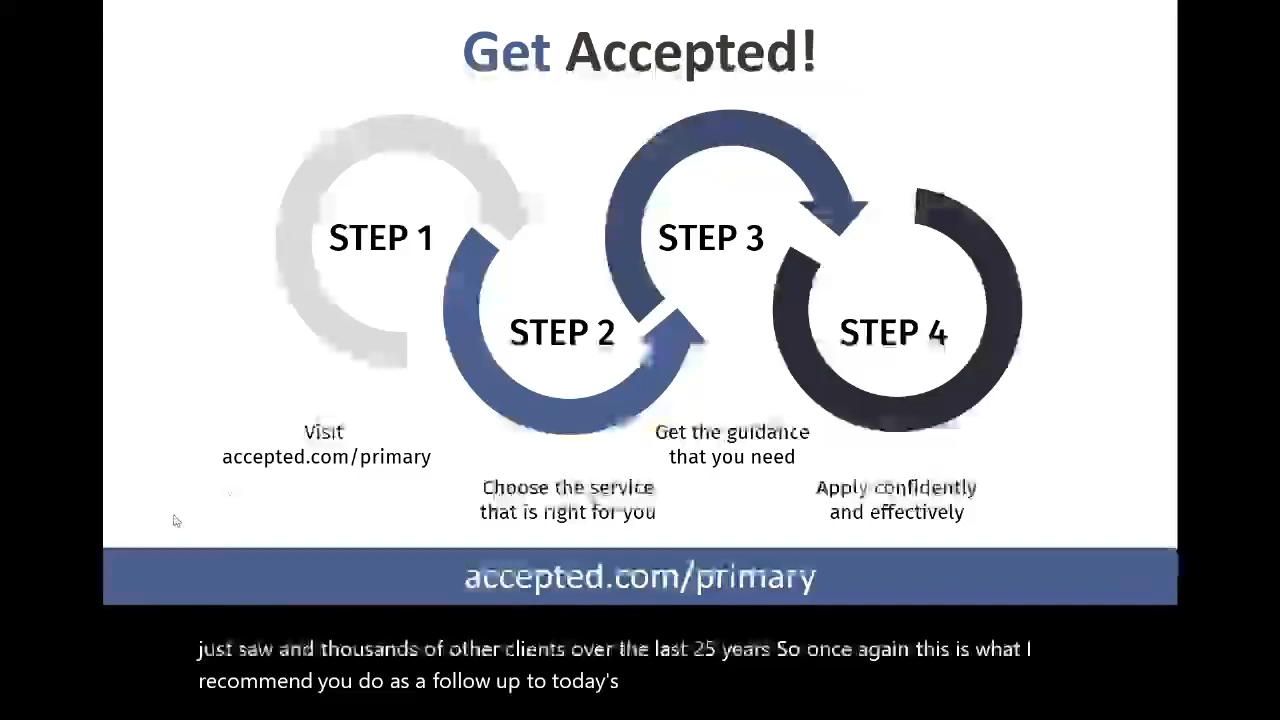 Get Accepted!
STEP 1
STEP 3
STEP 2
STEP 4
Visit
accepted.com/primary
Choose the service
that is right for you
Get the guidance
that you need
Apply confidently
and effectively
accepted.com/primary
just saw and thousands of other clients over the last 25 years So once again this is what I
recommend you do as a follow up to today's